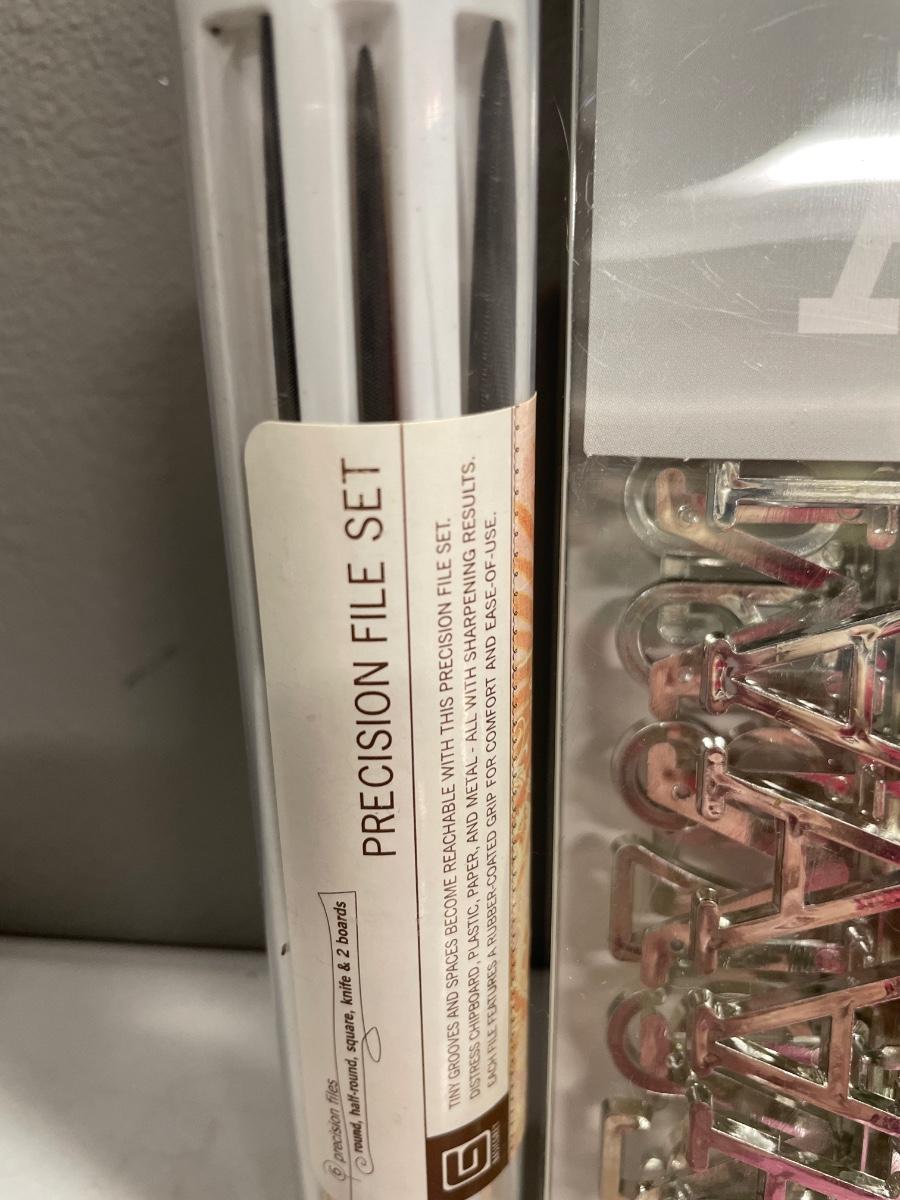 PRECISION FILE SET
6 precision files
round, half-round, square, knife & 2 boards
TINY GROOVES AND SPACES BECOME REACHABLE WITH THIS PRECISION FILE SET.
DISTRESS CHIPBOARD, PLASTIC, PAPER, AND METAL - ALL WITH SHARPENING RESULTS.
EACH FILE FEATURES A RUBBER-COATED GRIP FOR COMFORT AND EASE-OF-USE.
G
BASICGREY